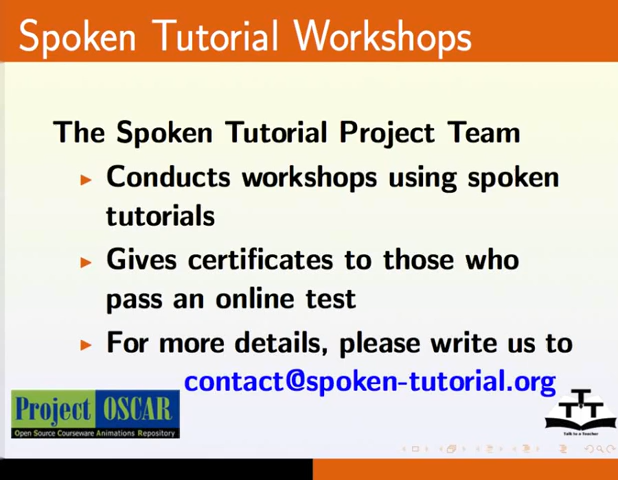 Spoken Tutorial Workshops
The Spoken Tutorial Project Team
Conducts workshops using spoken
tutorials
Gives certificates to those who
pass an online test
For more details, please write us to
contact@spoken-tutorial.org
Project OSCAR
Open Source Courseware Animations Repository
TTT
Talk to a Teacher